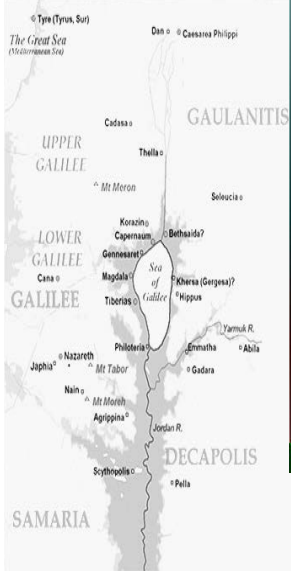 Tyre (Tyrus, Sur)
Dan
Caesarea Philippi
The Great Sea
(Mediterranean Sea)
GAULANITIS
Cadasa
UPPER
GALILEE
Thella
Mt Meron
Seleucia
Korazin
Capernaum
Bethsaida?
LOWER
GALILEE
Gennesaret
Sea
of
Galilee
Cana
Magdala
Khersa (Gergesa)?
GALILEE
Tiberias
Hippus
Yarmuk R.
Philoteria
Emmatha
Abila
Nazareth
Japhia
Mt Tabor
Gadara
Nain
Mt Moreh
Agrippina
Jordan R.
DECAPOLIS
Scythopolis
Pella
SAMARIA